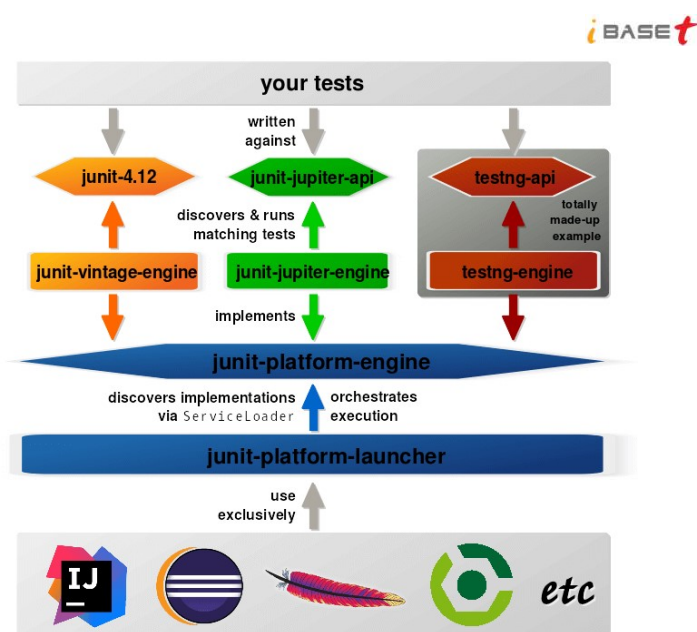 iBASEt
your tests
written
against
junit-4.12
junit-jupiter-api
testng-api
discovers & runs
matching tests
totally
made-up
example
junit-vintage-engine
junit-jupiter-engine
testng-engine
implements
junit-platform-engine
discovers implementations
via ServiceLoader
orchestrates
execution
junit-platform-launcher
use
exclusively
IJ
etc